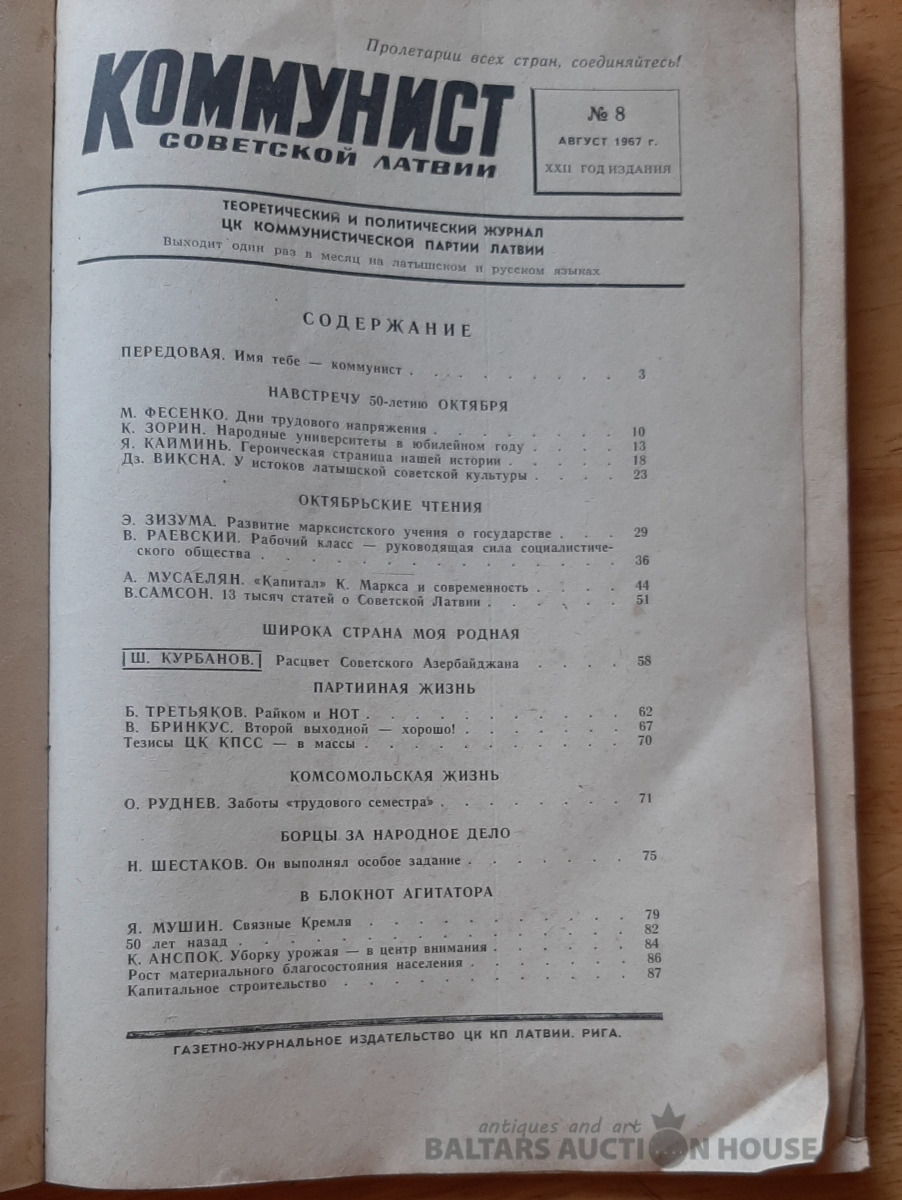 Пролетарии всех стран, соединяйтесь!
КОММУНИСТ
СОВЕТСКОЙ ЛАТВИИ
№ 8
АВГУСТ 1967 г.
XXII ГОД ИЗДАНИЯ
ТЕОРЕТИЧЕСКИЙ И ПОЛИТИЧЕСКИЙ ЖУРНАЛ
ЦК КОММУНИСТИЧЕСКОЙ ПАРТИИ ЛАТВИИ
Выходит один раз в месяц на латышском и русском языках
СОДЕРЖАНИЕ
ПЕРЕДОВАЯ. Имя тебе — коммунист . . . . . . . . 3
НАВСТРЕЧУ 50-летию ОКТЯБРЯ
М. ФЕСЕНКО. Дни трудового напряжения . . . . . . . . 10
К. ЗОРИН. Народные университеты в юбилейном году . . . . 13
Я. КАЙМИНЬ. Героическая страница нашей истории . . . . . 18
Дз. ВИКСНА. У истоков латышской советской культуры . . . . 23
ОКТЯБРЬСКИЕ ЧТЕНИЯ
Э. ЗИЗУМА. Развитие марксистского учения о государстве . . . 29
В. РАЕВСКИЙ. Рабочий класс — руководящая сила социалистиче-
ского общества . . . . . . . . . . . . . . 36
А. МУСАЕЛЯН. «Капитал» К. Маркса и современность . . . . 44
В.САМСОН. 13 тысяч статей о Советской Латвии . . . . . 51
ШИРОКА СТРАНА МОЯ РОДНАЯ
Ш. КУРБАНОВ. Расцвет Советского Азербайджана . . . . 58
ПАРТИЙНАЯ ЖИЗНЬ
Б. ТРЕТЬЯКОВ. Райком и НОТ . . . . . . . . . . 62
В. БРИНКУС. Второй выходной — хорошо! . . . . . . . 67
Тезисы ЦК КПСС — в массы . . . . . . . . . . 70
КОМСОМОЛЬСКАЯ ЖИЗНЬ
О. РУДНЕВ. Заботы «трудового семестра» . . . . . . . . 71
БОРЦЫ ЗА НАРОДНОЕ ДЕЛО
Н. ШЕСТАКОВ. Он выполнял особое задание . . . . . . . 75
В БЛОКНОТ АГИТАТОРА
Я. МУШИН. Связные Кремля . . . . . . . . . . 79
50 лет назад . . . . . . . . . . . . . . 82
К. АНСПОК. Уборку урожая — в центр внимания . . . . . . 84
Рост материального благосостояния населения . . . . . . . 86
Капитальное строительство . . . . . . . . . . . 87
ГАЗЕТНО-ЖУРНАЛЬНОЕ ИЗДАТЕЛЬСТВО ЦК КП ЛАТВИИ. РИГА.
antiques and art
BALTARS AUCTION HOUSE